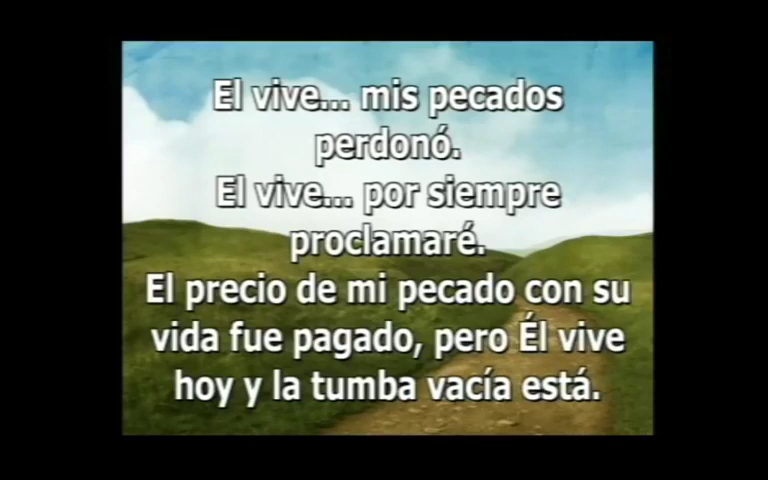 El vive... mis pecados
perdonó.
El vive... por siempre
proclamaré.
El precio de mi pecado con su
vida fue pagado, pero Él vive
hoy y la tumba vacía está.